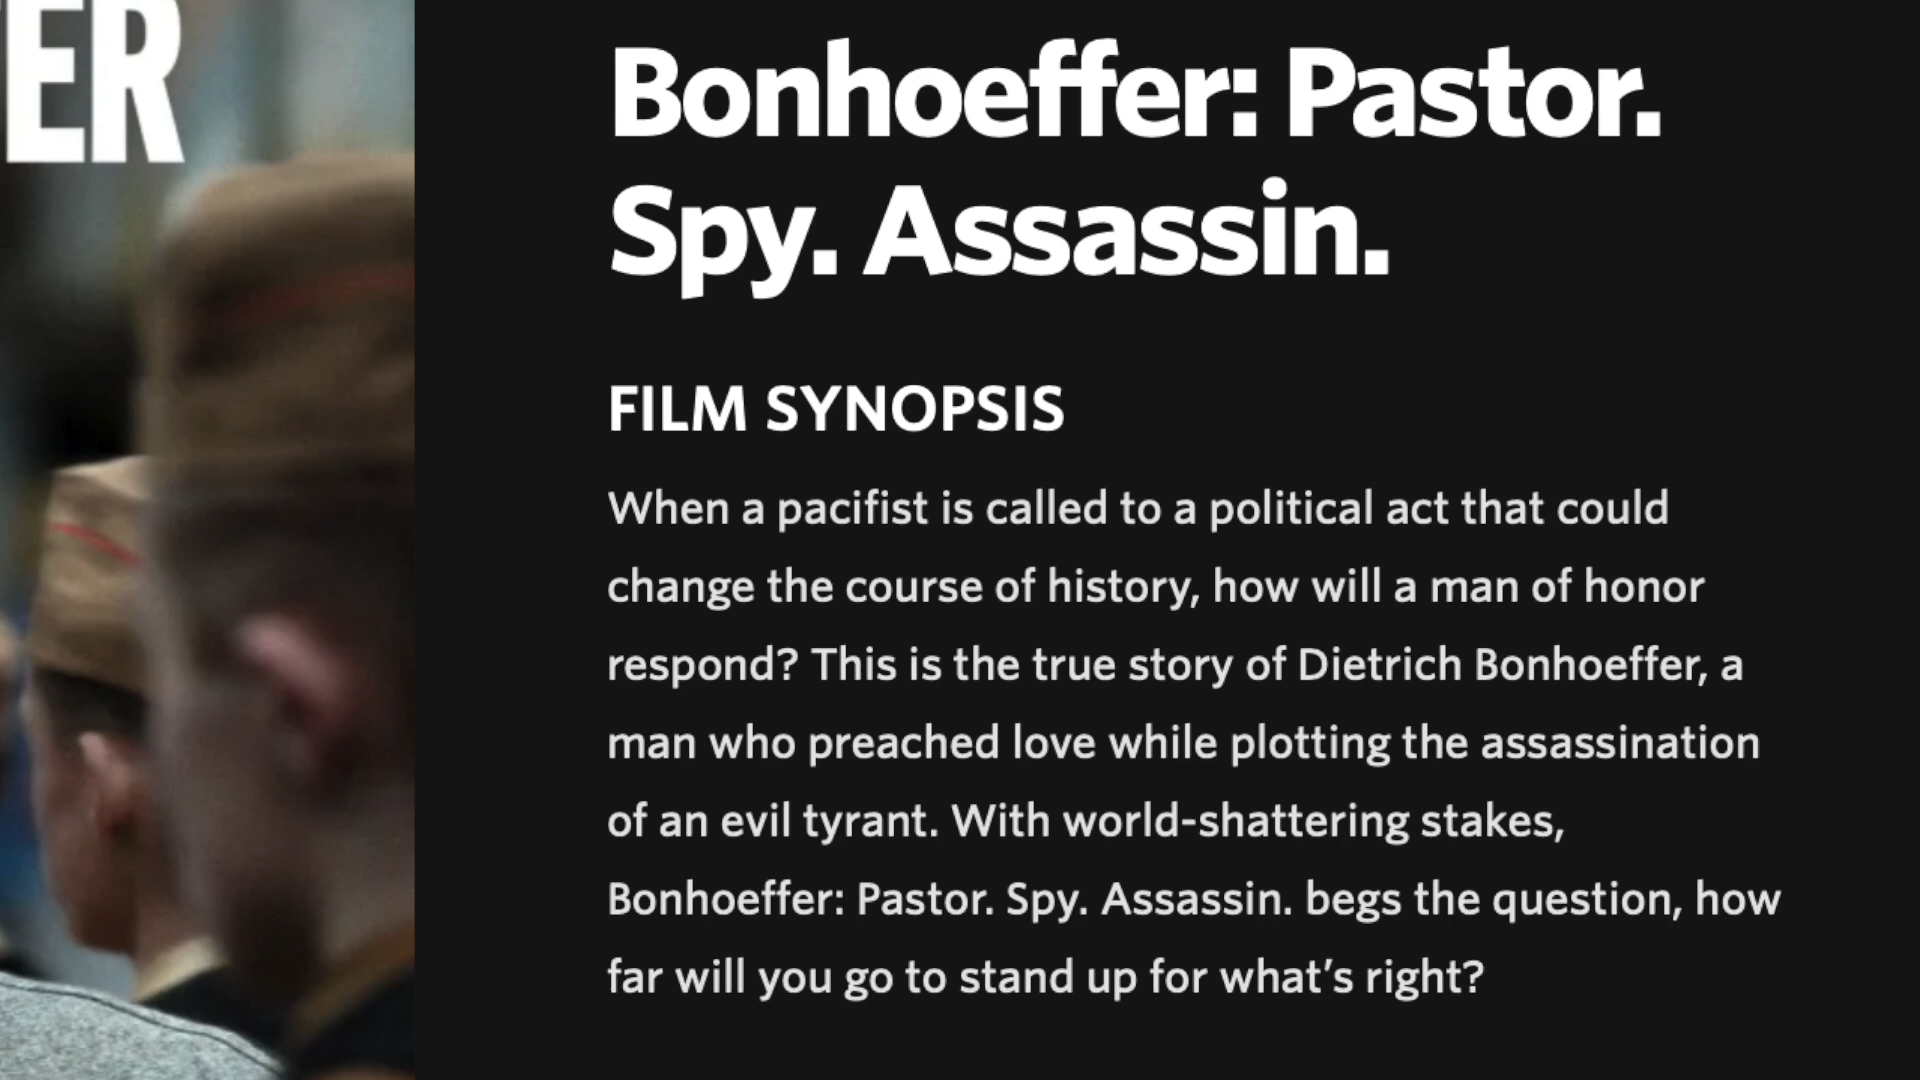 ER
Bonhoeffer: Pastor.
Spy. Assassin.
FILM SYNOPSIS
When a pacifist is called to a political act that could
change the course of history, how will a man of honor
respond? This is the true story of Dietrich Bonhoeffer, a
man who preached love while plotting the assassination
of an evil tyrant. With world-shattering stakes,
Bonhoeffer: Pastor. Spy. Assassin. begs the question, how
far will you go to stand up for what’s right?